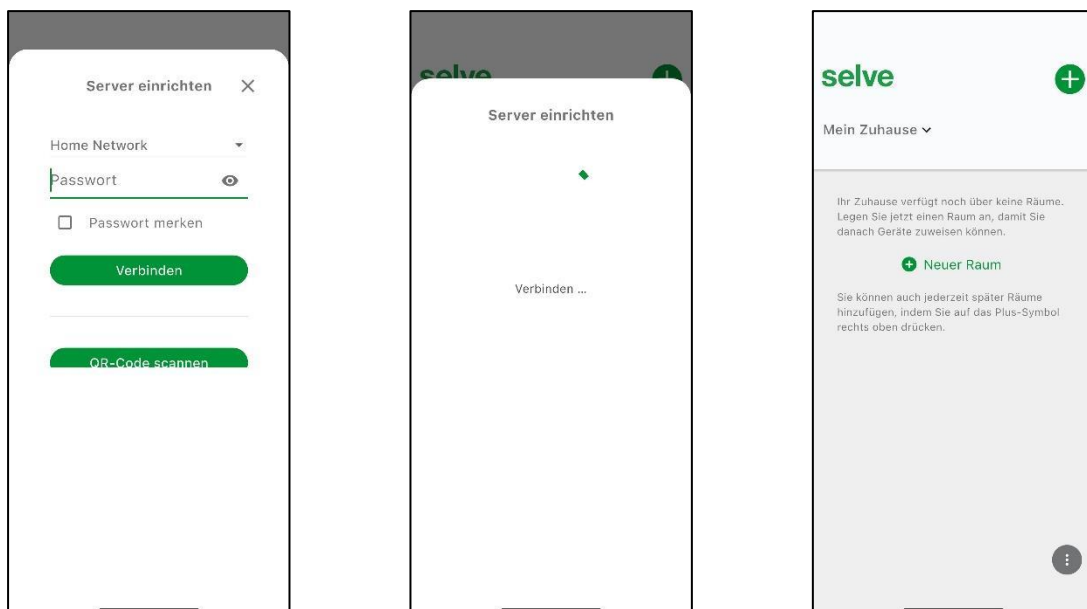 Server einrichten
Home Network
Passwort
Passwort merken
Verbinden
QR-Code scannen
selve
Server einrichten
Verbinden ...
selve
Mein Zuhause
Ihr Zuhause verfügt noch über keine Räume.
Legen Sie jetzt einen Raum an, damit Sie
danach Geräte zuweisen können.
Neuer Raum
Sie können auch jederzeit später Räume
hinzufügen, indem Sie auf das Plus-Symbol
rechts oben drücken.